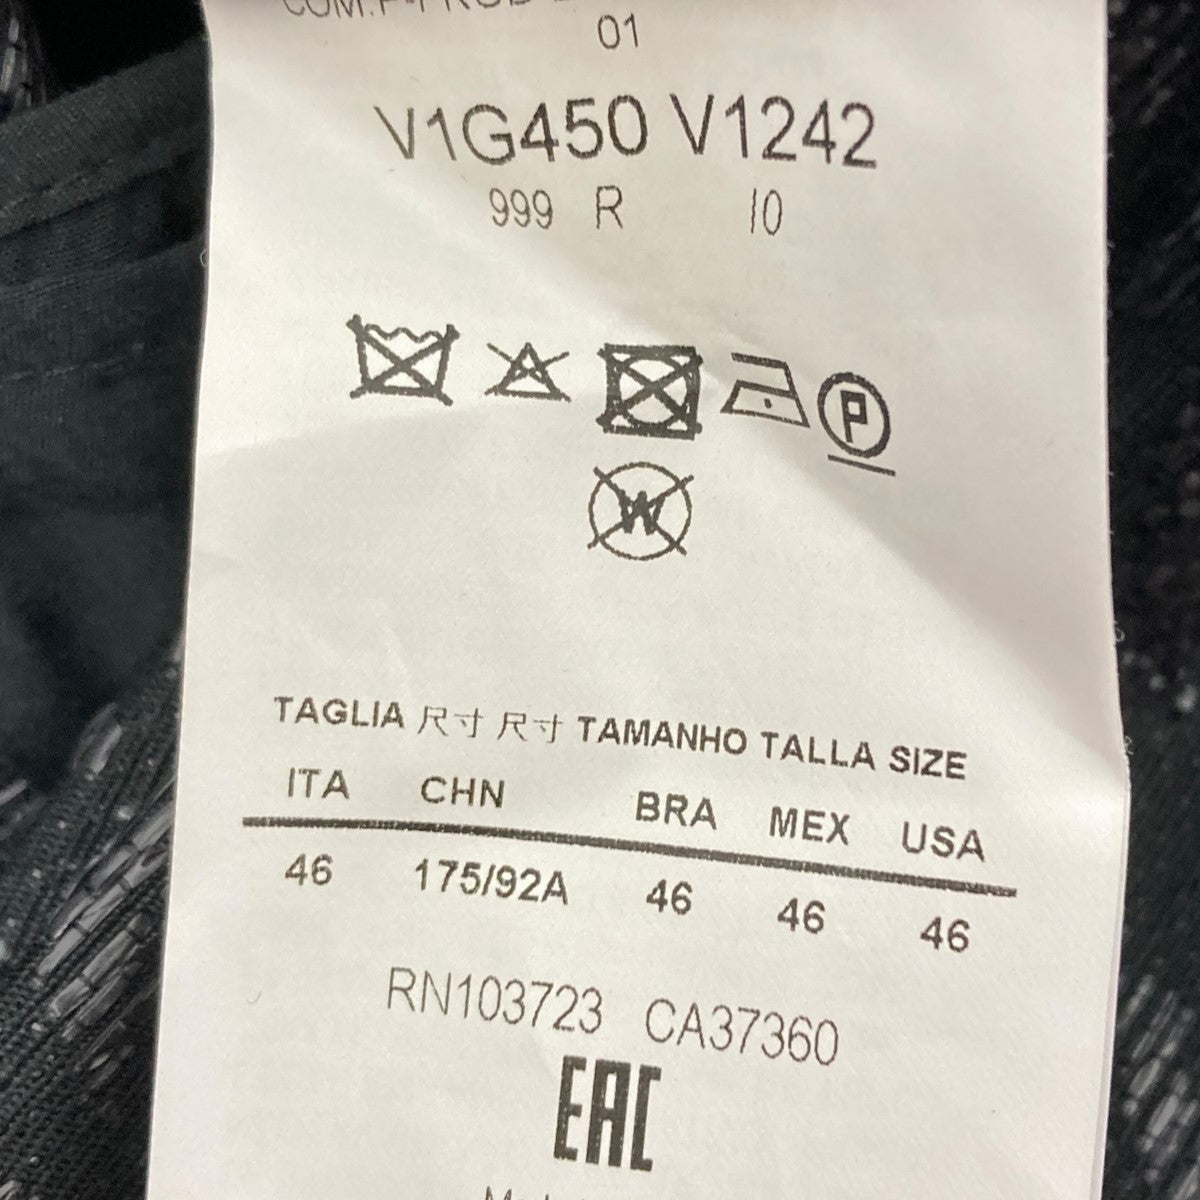 01
V1G450 V1242
999 R 10
P
W
TAGLIA 尺寸 尺寸 TAMANHO TALLA SIZE
ITA CHN BRA MEX USA
46 175/92A 46 46 46
RN103723 CA37360
EAC